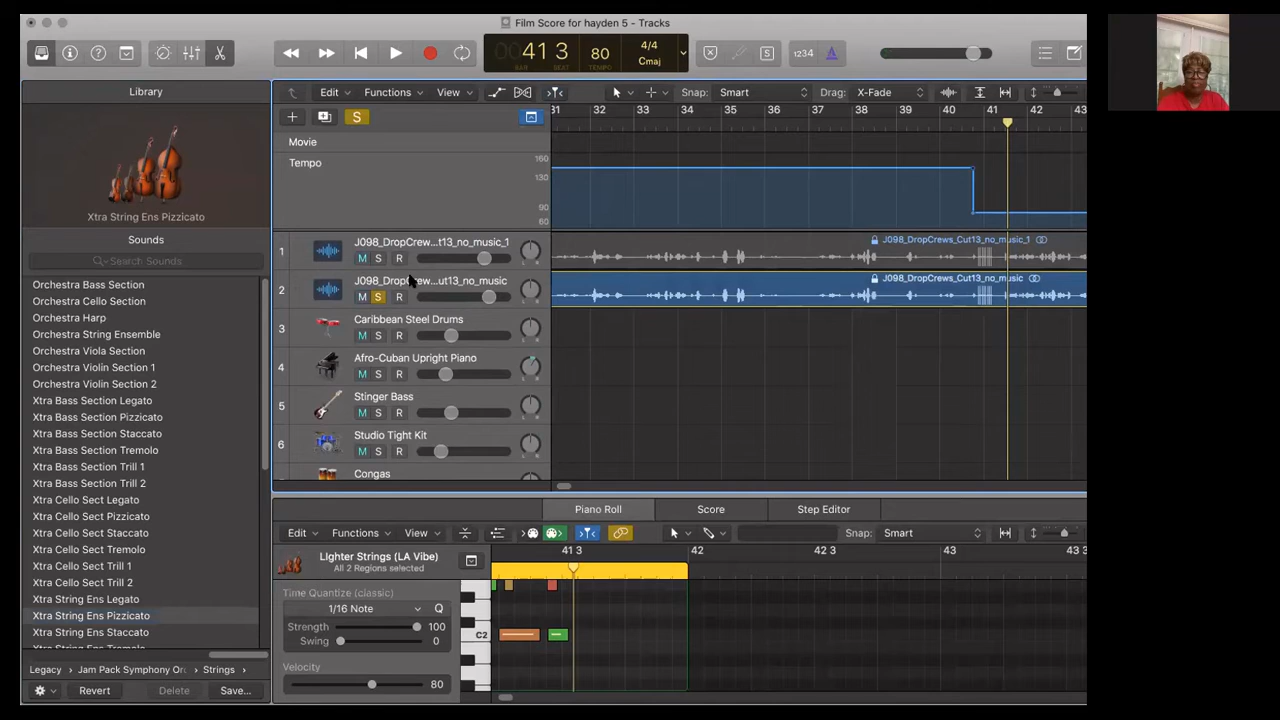 Film Score for hayden 5 - Tracks
00413
BAR
BEAT
80
TEMPO
4/4
Cmaj
S
1234
Library
Edit
Functions
View
Snap:
Smart
Drag:
X-Fade
Xtra String Ens Pizzicato
Sounds
Search Sounds
Orchestra Bass Section
Orchestra Cello Section
Orchestra Harp
Orchestra String Ensemble
Orchestra Viola Section
Orchestra Violin Section 1
Orchestra Violin Section 2
Xtra Bass Section Legato
Xtra Bass Section Pizzicato
Xtra Bass Section Staccato
Xtra Bass Section Tremolo
Xtra Bass Section Trill 1
Xtra Bass Section Trill 2
Xtra Cello Sect Legato
Xtra Cello Sect Pizzicato
Xtra Cello Sect Staccato
Xtra Cello Sect Tremolo
Xtra Cello Sect Trill 1
Xtra Cello Sect Trill 2
Xtra String Ens Legato
Xtra String Ens Pizzicato
Xtra String Ens Staccato
Legacy
Jam Pack Symphony Orc
Strings
Revert
Delete
Save...
S
31 32 33 34 35 36 37 38 39 40 41 42 43
Movie
Tempo
160
130
90
60
1
J098_DropCrews...t13_no_music_1
M S R
J098_DropCrews_Cut13_no_music_1
2
J098_DropCrew...ut13_no_music
M S R
J098_DropCrews_Cut13_no_music
3
Caribbean Steel Drums
M S R
4
Afro-Cuban Upright Piano
M S R
5
Stinger Bass
M S R
6
Studio Tight Kit
M S R
Congas
Piano Roll
Score
Step Editor
Edit
Functions
View
Snap:
Smart
LIghter Strings (LA Vibe)
All 2 Regions selected
41 3
42
42 3
43
43 3
Time Quantize (classic)
1/16 Note
Q
Strength
100
Swing
0
Velocity
80
C2